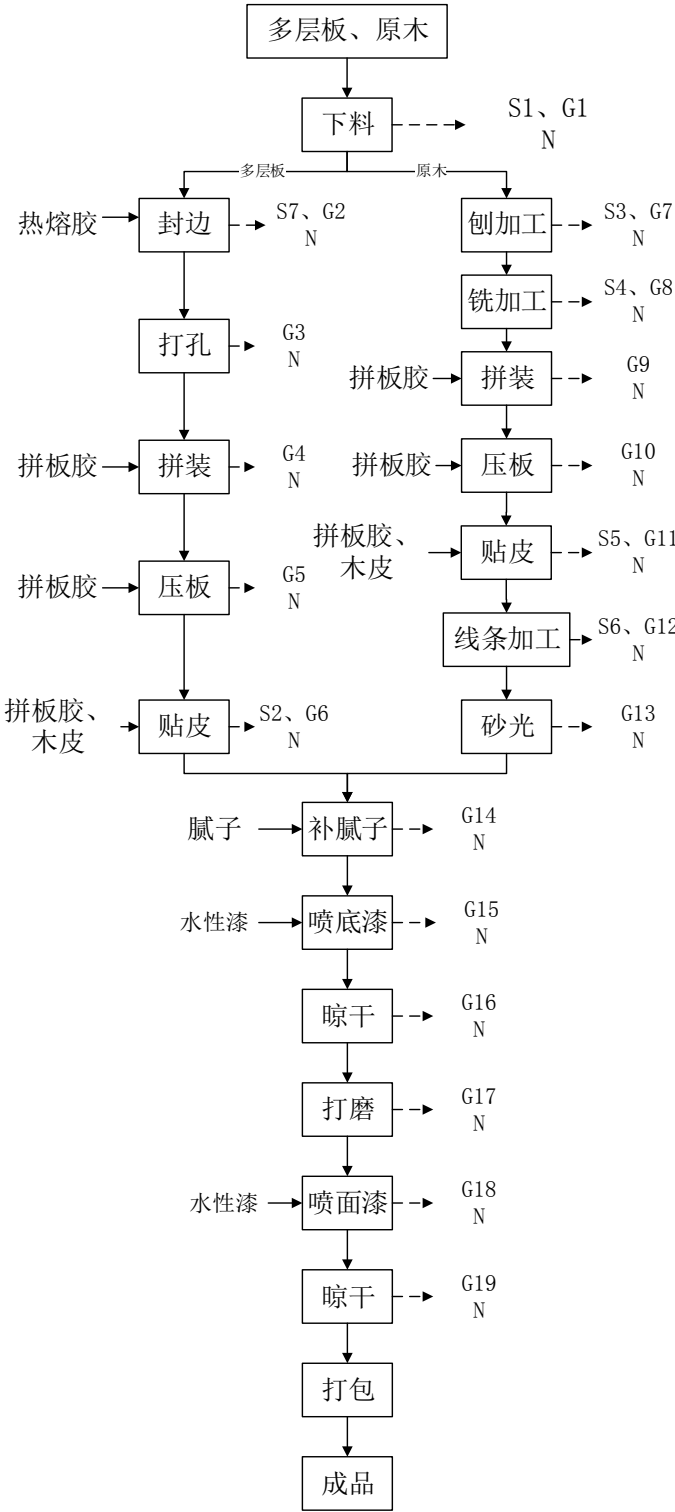 多层板、原木
下料
S1、G1
N
多层板
原木
热熔胶
封边
S7、G2
N
打孔
G3
N
拼板胶
拼装
G4
N
拼板胶
压板
G5
N
拼板胶、
木皮
贴皮
S2、G6
N
刨加工
S3、G7
N
铣加工
S4、G8
N
拼板胶
拼装
G9
N
拼板胶
压板
G10
N
拼板胶、
木皮
贴皮
S5、G11
N
线条加工
S6、G12
N
砂光
G13
N
腻子
补腻子
G14
N
水性漆
喷底漆
G15
N
晾干
G16
N
打磨
G17
N
水性漆
喷面漆
G18
N
晾干
G19
N
打包
成品